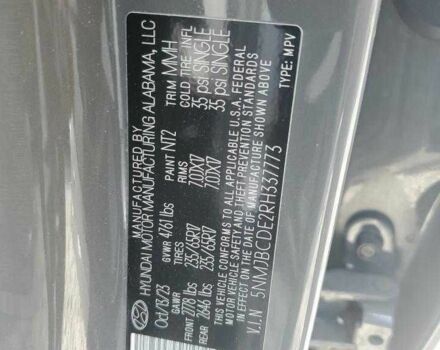 MANUFACTURED BY
HYUNDAI MOTOR MANUFACTURING ALABAMA, LLC
Oct/13/23 GVWR 4761 lbs PAINT NT2 TRIM MMH
GAWR TIRES RIMS COLD TIRE INFL
FRONT 2778 lbs 235/65R17 7.0JX17 35 psi SINGLE
REAR 2646 lbs 235/65R17 7.0JX17 35 psi SINGLE
THIS VEHICLE CONFORMS TO ALL APPLICABLE U.S.A. FEDERAL
MOTOR VEHICLE SAFETY AND THEFT PREVENTION STANDARDS
IN EFFECT ON THE DATE OF MANUFACTURE SHOWN ABOVE
V.I.N 5NMJBCDE2RH337773 TYPE: MPV